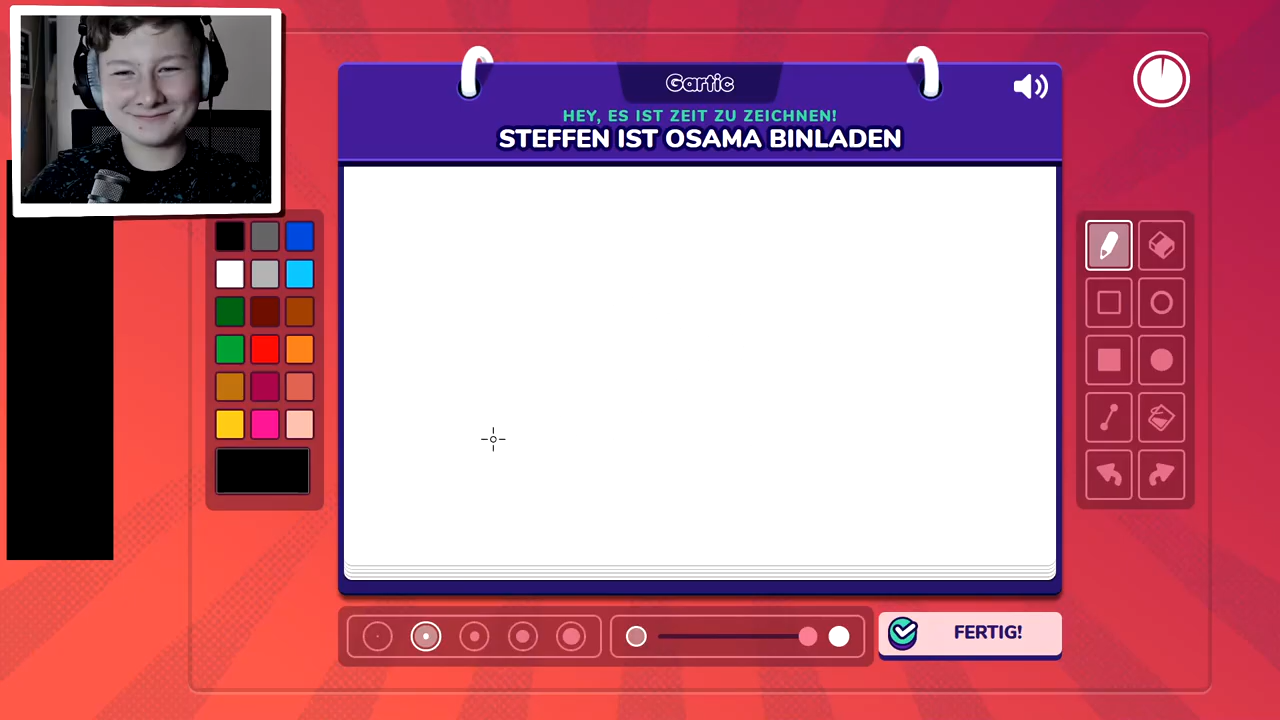 Gartic
HEY, ES IST ZEIT ZU ZEICHNEN!
STEFFEN IST OSAMA BINLADEN
FERTIG!